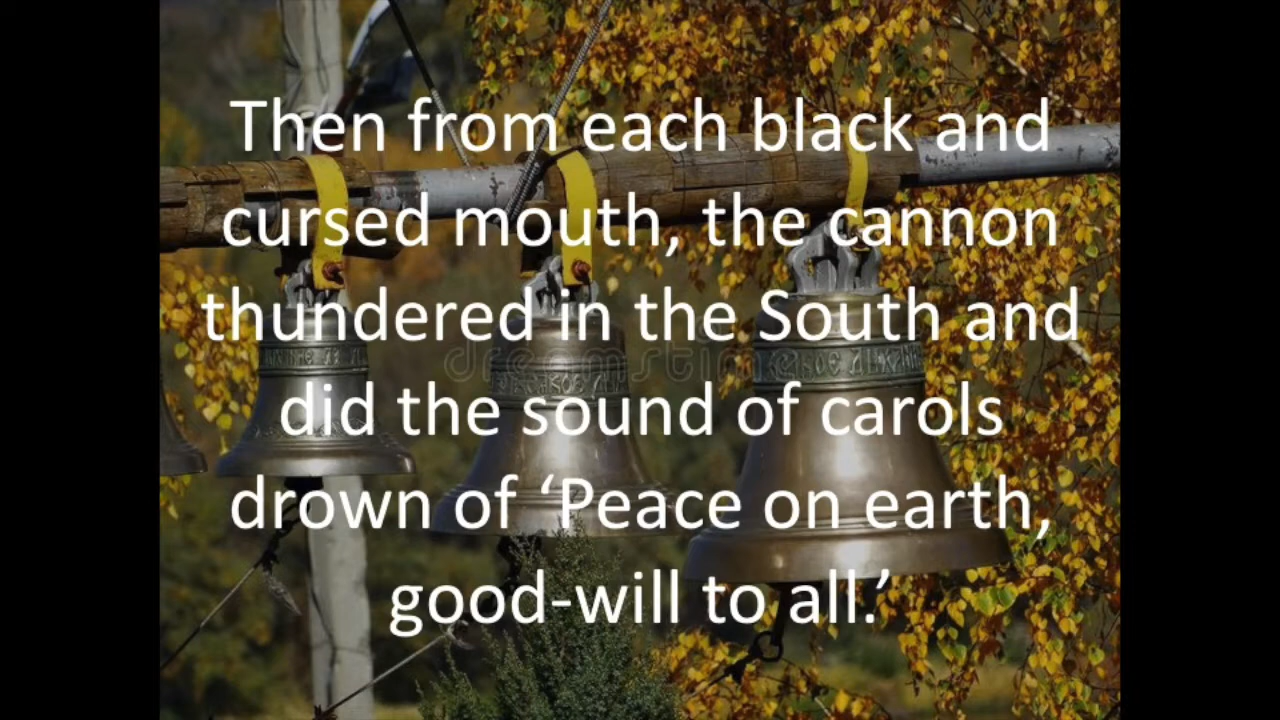 Then from each black and
cursed mouth, the cannon
thundered in the South and
did the sound of carols
drown of ‘Peace on earth,
good-will to all.’
dreamstime